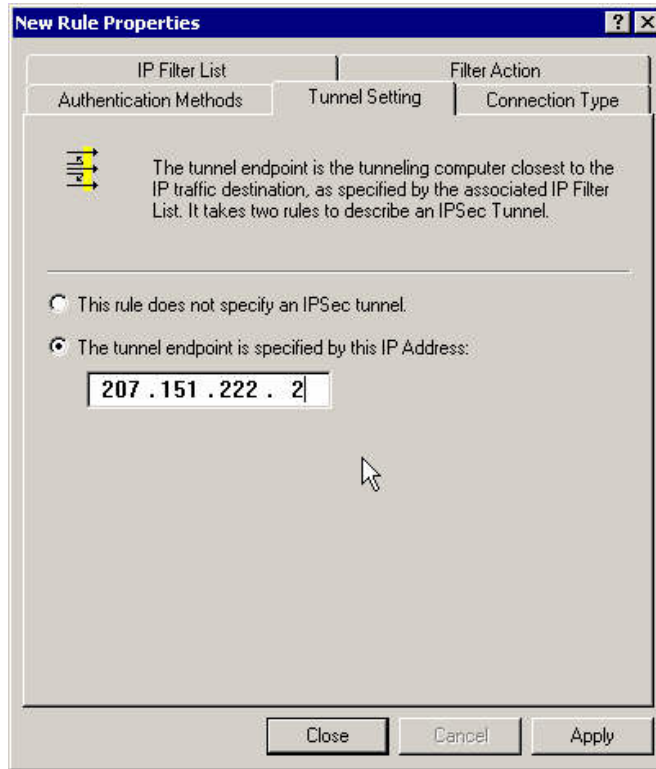 New Rule Properties
IP Filter List
Filter Action
Authentication Methods
Tunnel Setting
Connection Type
The tunnel endpoint is the tunneling computer closest to the
IP traffic destination, as specified by the associated IP Filter
List. It takes two rules to describe an IPSec Tunnel.
This rule does not specify an IPSec tunnel.
The tunnel endpoint is specified by this IP Address:
207 . 151 . 222 . 2
Close
Cancel
Apply